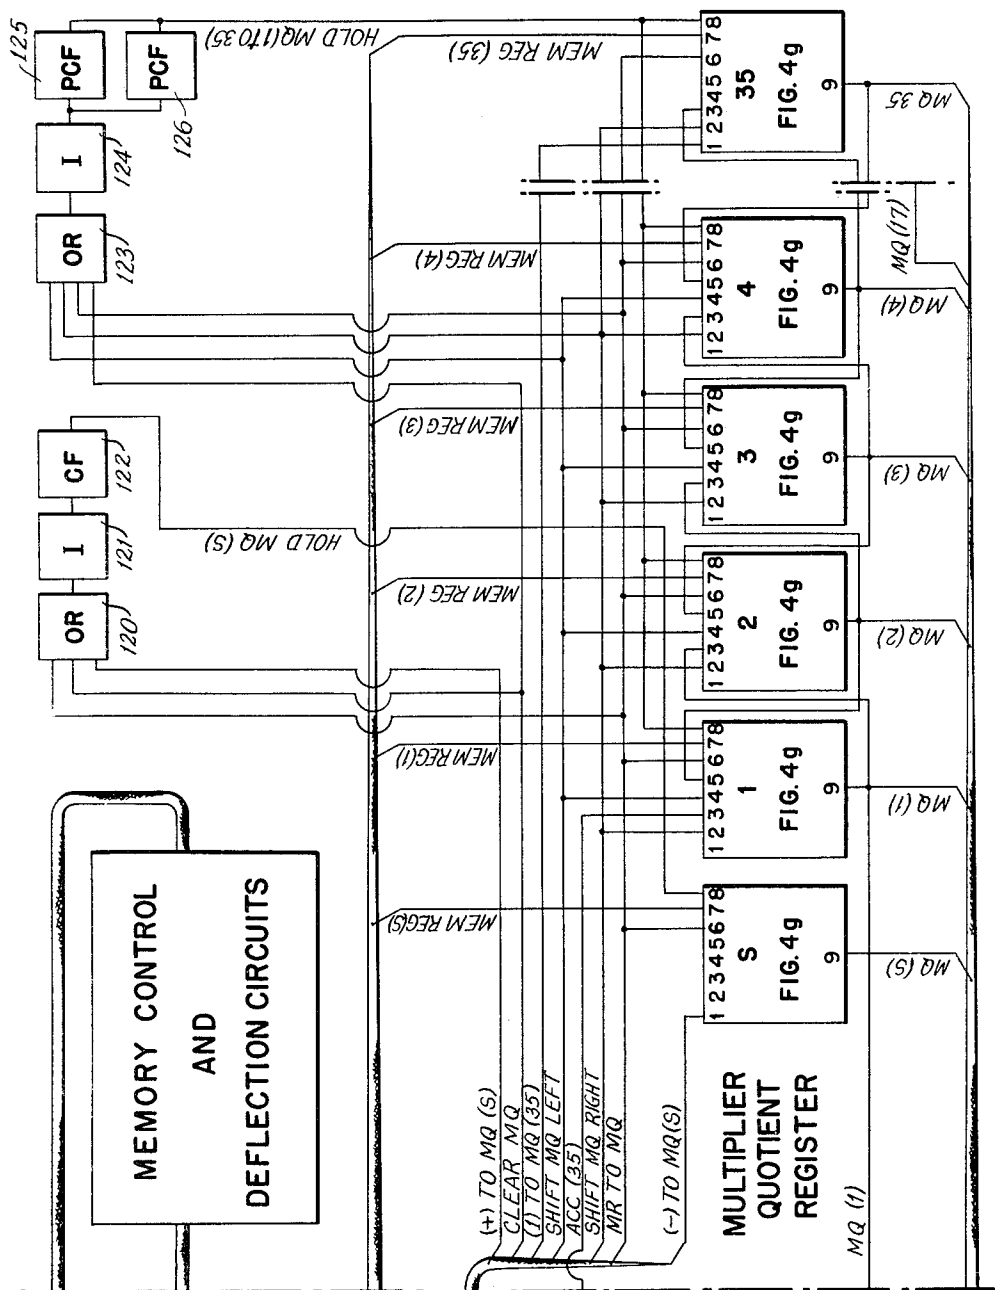 125
PCF
PCF
126
HOLD MQ (1 TO 35)
I
124
OR
123
MEM REG (35)
MEM REG (4)
CF
122
I
121
OR
120
HOLD MQ (S)
MEM REG (3)
MEM REG (2)
MEM REG (1)
MEM REG (S)
MEMORY CONTROL
AND
DEFLECTION CIRCUITS
(+) TO MQ (S)
CLEAR MQ
(1) TO MQ (35)
SHIFT MQ LEFT
ACC (35)
SHIFT MQ RIGHT
MR TO MQ
(-) TO MQ(S)
MULTIPLIER
QUOTIENT
REGISTER
MQ (1)
1 2 3 4 5 6 7 8
S
FIG. 4g
9
MQ (S)
1 2 3 4 5 6 7 8
1
FIG. 4g
9
MQ (1)
1 2 3 4 5 6 7 8
2
FIG. 4g
9
MQ (2)
1 2 3 4 5 6 7 8
3
FIG. 4g
9
MQ (3)
1 2 3 4 5 6 7 8
4
FIG. 4g
9
MQ (4)
MQ (17)
1 2 3 4 5 6 7 8
35
FIG. 4g
9
MQ 35